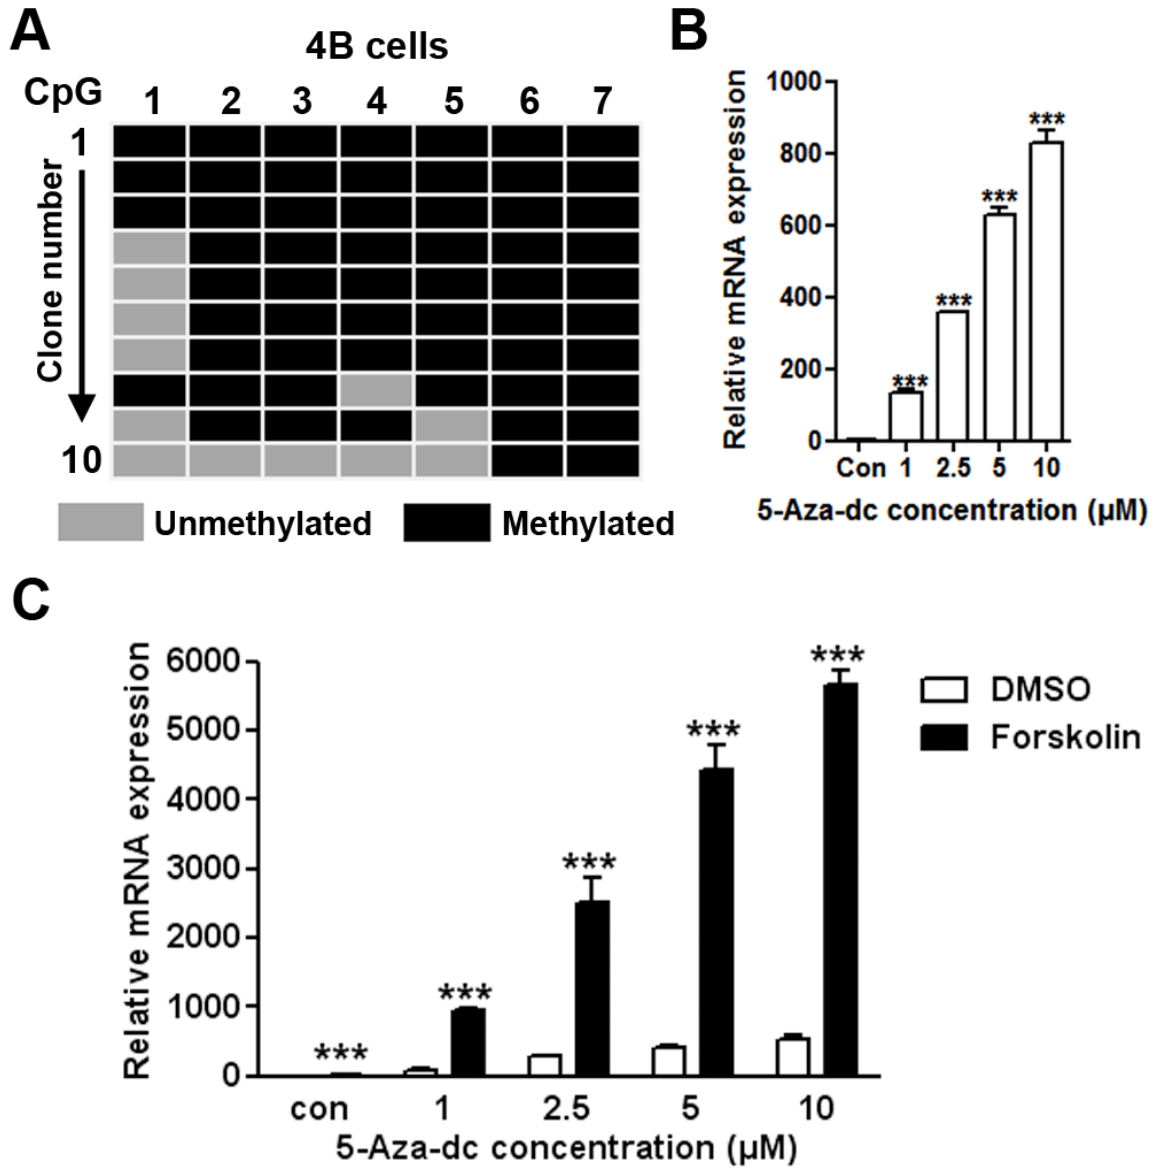 A
4B cells
CpG 1 2 3 4 5 6 7
1
Clone number
10
Unmethylated Methylated
B
Relative mRNA expression
1000
800
600
400
200
0
***
***
***
***
Con 1 2.5 5 10
5-Aza-dc concentration (µM)
C
Relative mRNA expression
6000
5000
4000
3000
2000
1000
0
***
***
***
***
***
DMSO
Forskolin
con 1 2.5 5 10
5-Aza-dc concentration (µM)